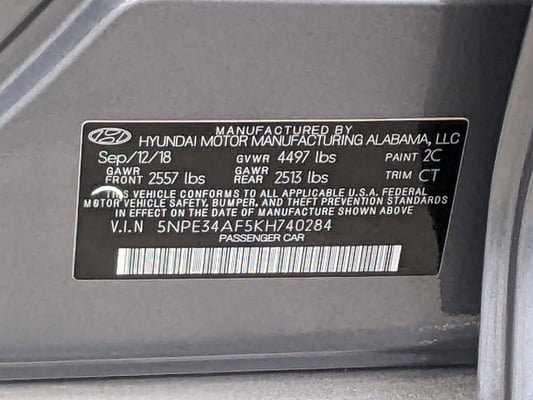 MANUFACTURED BY
HYUNDAI MOTOR MANUFACTURING ALABAMA, LLC
Sep/12/18 GVWR 4497 lbs PAINT 2C
GAWR FRONT 2557 lbs GAWR REAR 2513 lbs TRIM CT
THIS VEHICLE CONFORMS TO ALL APPLICABLE U.S.A. FEDERAL
MOTOR VEHICLE SAFETY, BUMPER, AND THEFT PREVENTION STANDARDS
IN EFFECT ON THE DATE OF MANUFACTURE SHOWN ABOVE
V.I.N 5NPE34AF5KH740284
PASSENGER CAR